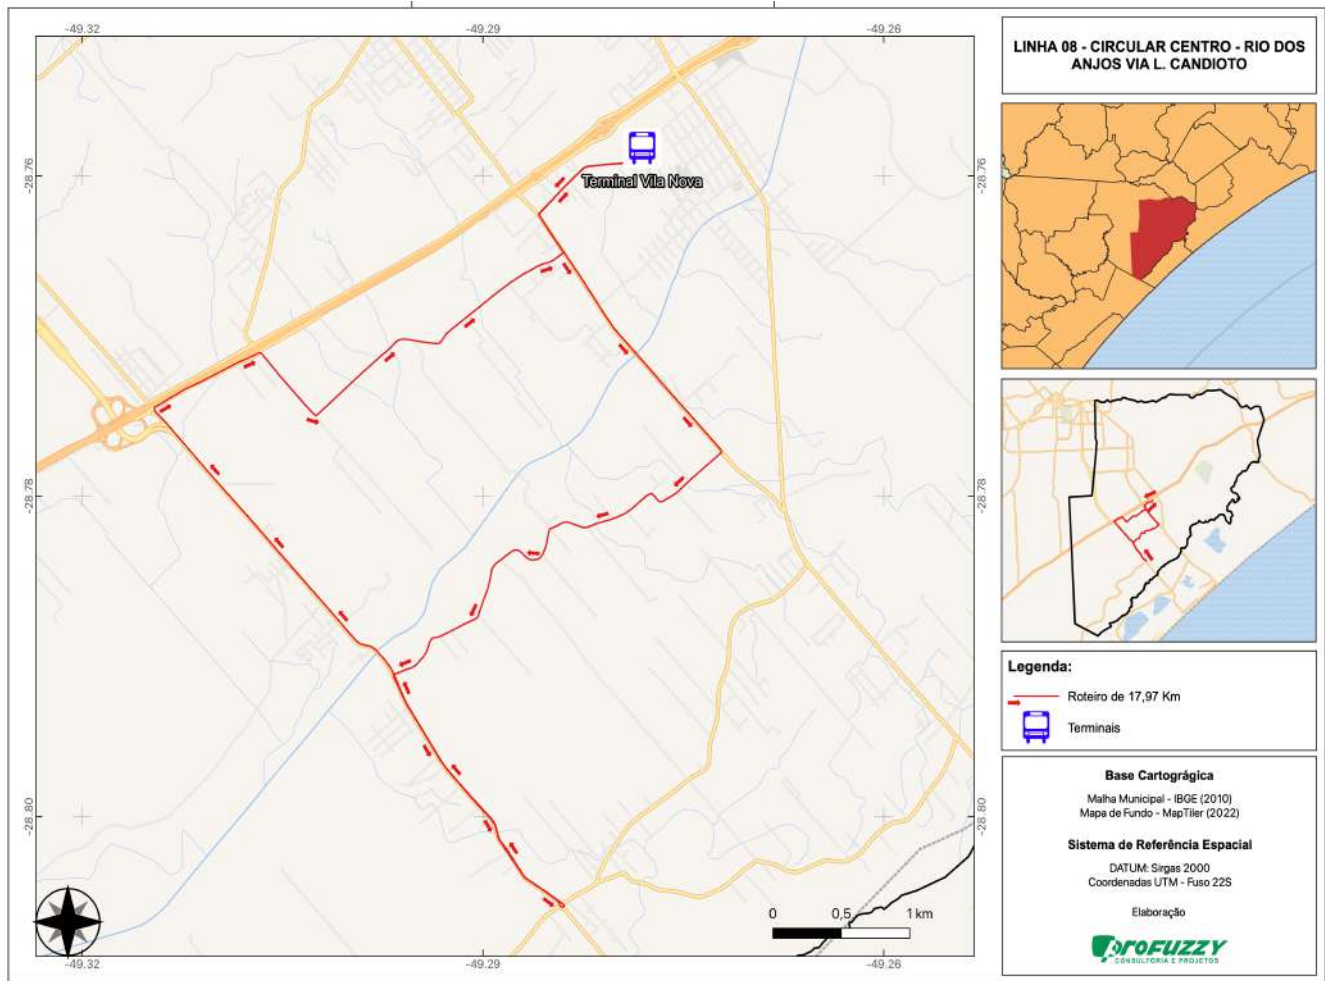 -49.32
-49.29
-49.26
-28.76
-28.76
Terminal Vila Nova
-28.78
-28.78
-28.80
-28.80
0 0,5 1 km
-49.32
-49.29
-49.26
LINHA 08 - CIRCULAR CENTRO - RIO DOS
ANJOS VIA L. CANDIOTO
Legenda:
Roteiro de 17,97 Km
Terminais
Base Cartográgica
Malha Municipal - IBGE (2010)
Mapa de Fundo - MapTiler (2022)
Sistema de Referência Espacial
DATUM: Sirgas 2000
Coordenadas UTM - Fuso 22S
Elaboração
PROFUZZY
CONSULTORIA E PROJETOS